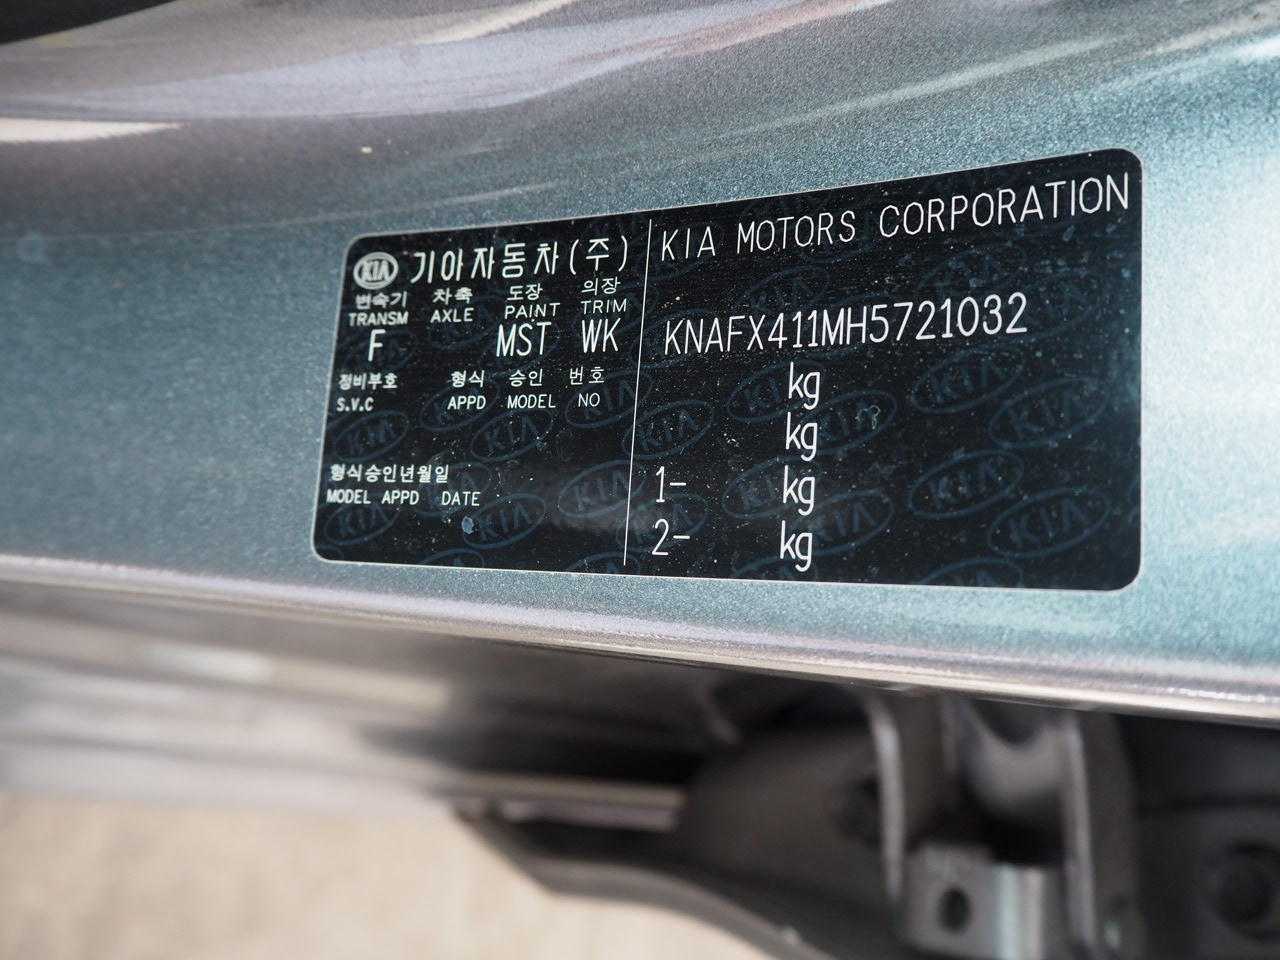 KIA 기아자동차(주)
변속기 차축 도장 의장
TRANSM AXLE PAINT TRIM
F MST WK
정비부호 형식 승인 번호
S.V.C APPD MODEL NO
형식승인년월일
MODEL APPD DATE
KIA MOTORS CORPORATION
KNAFX411MH5721032
kg
kg
1- kg
2- kg